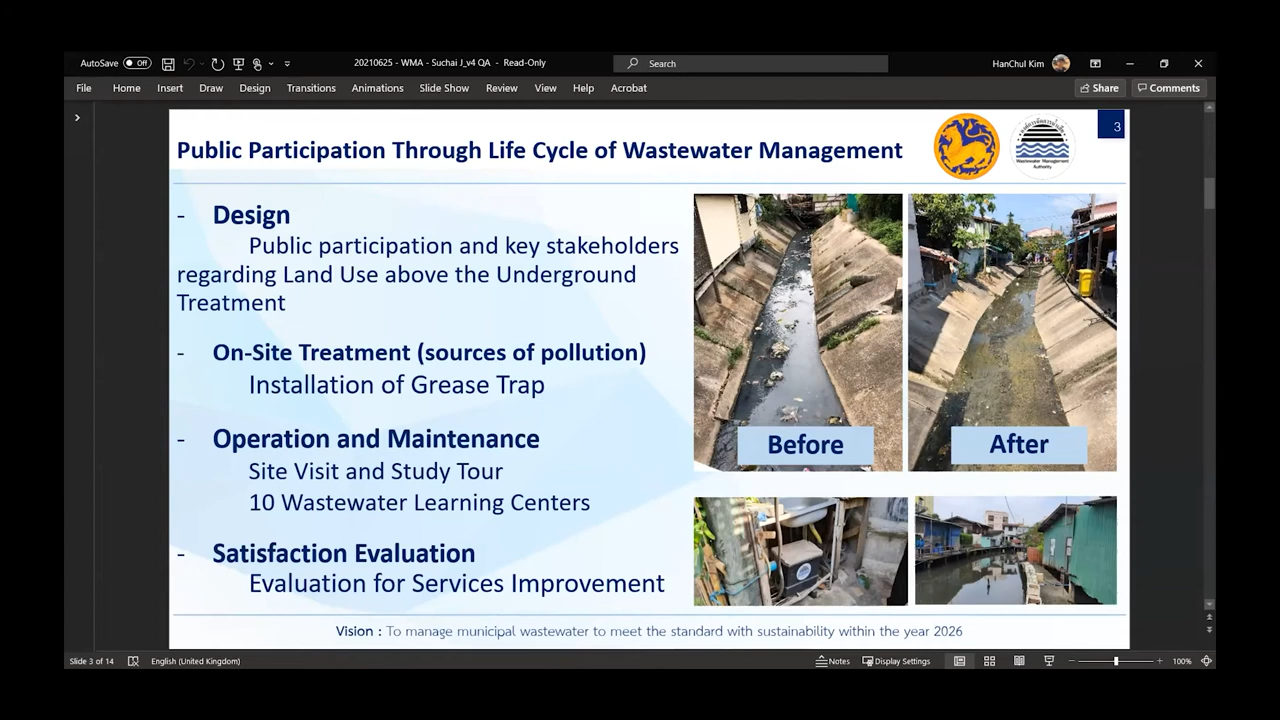 AutoSave Off 20210625 - WMA - Suchai J_v4 QA - Read-Only Search HanChul Kim
File Home Insert Draw Design Transitions Animations Slide Show Review View Help Acrobat Share Comments
3
Public Participation Through Life Cycle of Wastewater Management
Wastewater Management
Authority
- Design
Public participation and key stakeholders
regarding Land Use above the Underground
Treatment
- On-Site Treatment (sources of pollution)
Installation of Grease Trap
- Operation and Maintenance
Site Visit and Study Tour
10 Wastewater Learning Centers
- Satisfaction Evaluation
Evaluation for Services Improvement
Before
After
Vision : To manage municipal wastewater to meet the standard with sustainability within the year 2026
Slide 3 of 14 English (United Kingdom) Notes Display Settings 100%